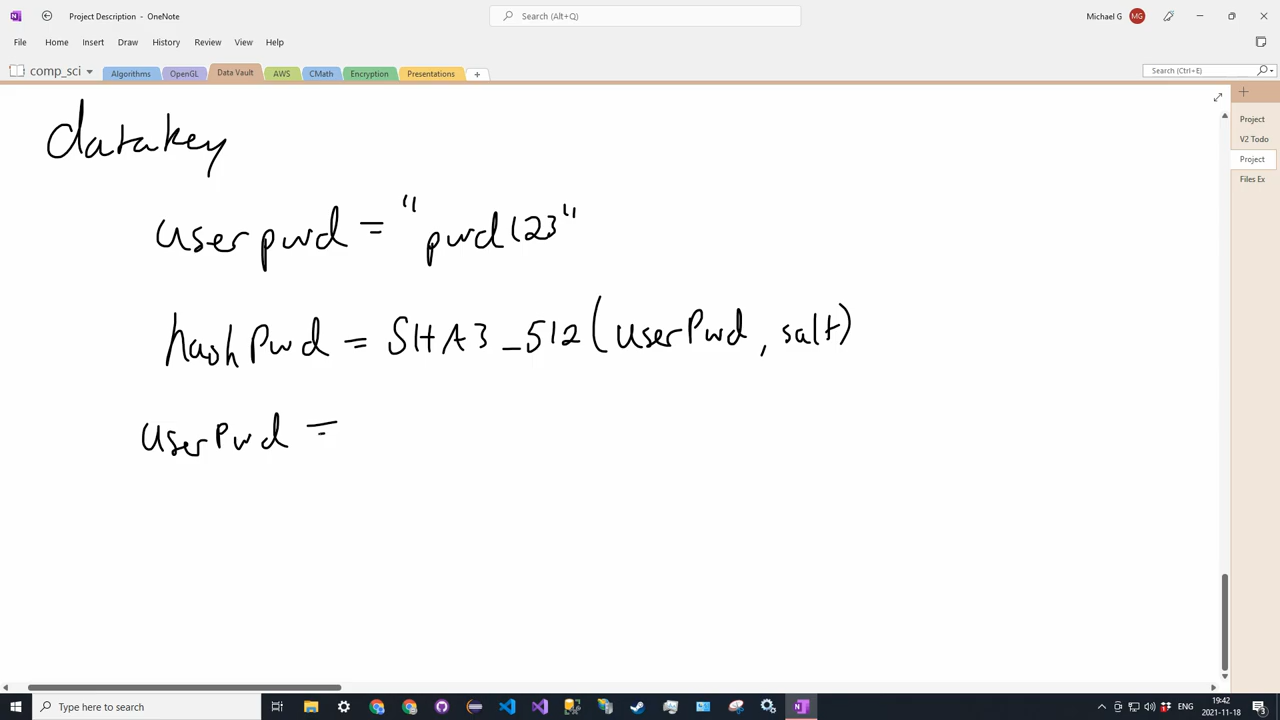 Project Description - OneNote
Search (Alt+Q)
Michael G
MG
File Home Insert Draw History Review View Help
comp_sci
Algorithms OpenGL Data Vault AWS CMath Encryption Presentations +
Search (Ctrl+E)
datakey
userpwd = "pwd123"
hashPwd = SHA3_512(userPwd, salt)
userPwd =
Project
V2 Todo
Project
Files Ex
Type here to search
ENG
19:42
2021-11-18